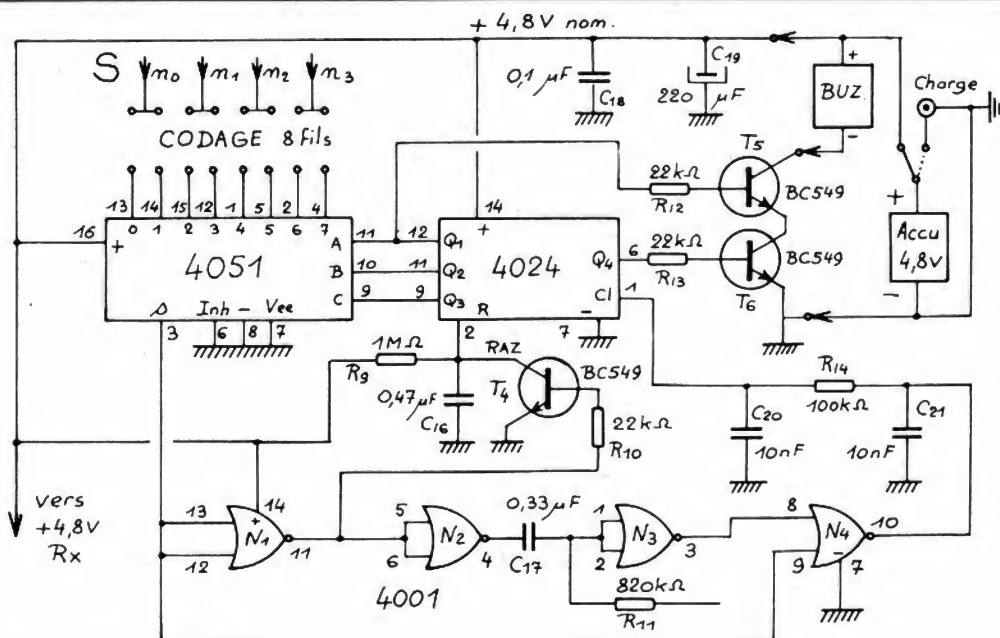 + 4,8V nom.
S n0 n1 n2 n3
CODAGE 8 fils
0,1 µF
C18
C19
220 µF
+
BUZ
-
Charge
T5
22kΩ
R12
BC549
13 14 15 12 1 5 2 4
0 1 2 3 4 5 6 7
16 +
4051
A 11
B 10
C 9
s Inh - Vee
3 6 8 7
14
+
12 Q1
11 Q2
9 Q3
4024
Q4 6
Cl 1
R -
2 7
22kΩ
R13
BC549
T6
+
Accu
4,8V
-
1MΩ
R9
RAZ
0,47µF
C16
T4
BC549
22kΩ
R10
R14
100kΩ
C20
10nF
C21
10nF
vers
+4,8V
Rx
13
12
14
+
N1
11
5
6
N2
4
0,33µF
C17
1
2
N3
3
8
9
N4
10
-
7
4001
820kΩ
R11